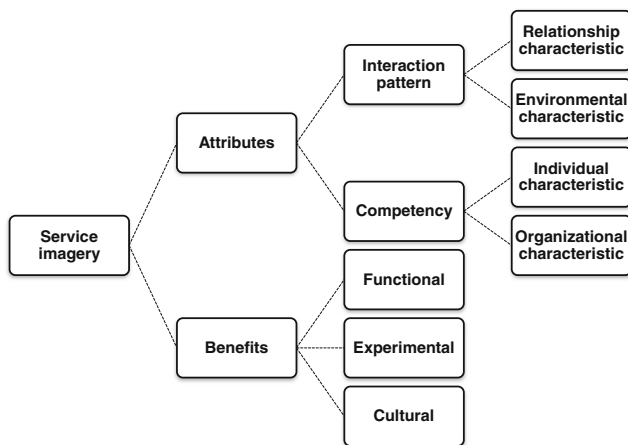 Service
imagery
Attributes
Benefits
Interaction
pattern
Competency
Functional
Experimental
Cultural
Relationship
characteristic
Environmental
characteristic
Individual
characteristic
Organizational
characteristic